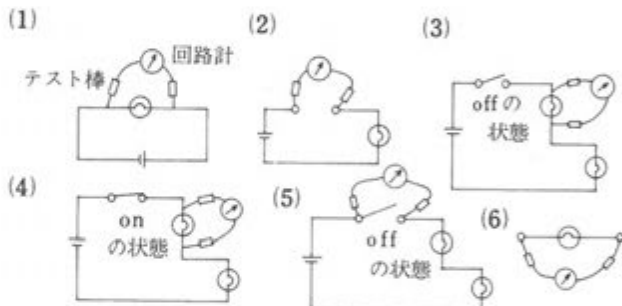 (1)
テスト棒
回路計
(2)
(3)
offの
状態
(4)
on
の状態
(5)
off
の状態
(6)